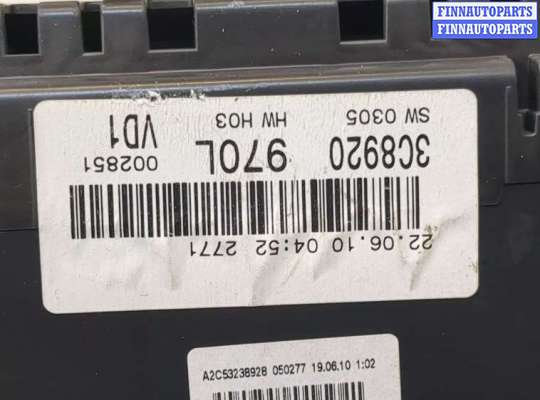 FINNAUTOPARTS
FINNAUTOPARTS
22.06.10 04:52 2771
3C8920 970L 002851
SW 0305 HW H03 VD1
A2C53238928 050277 19.06.10 1:02